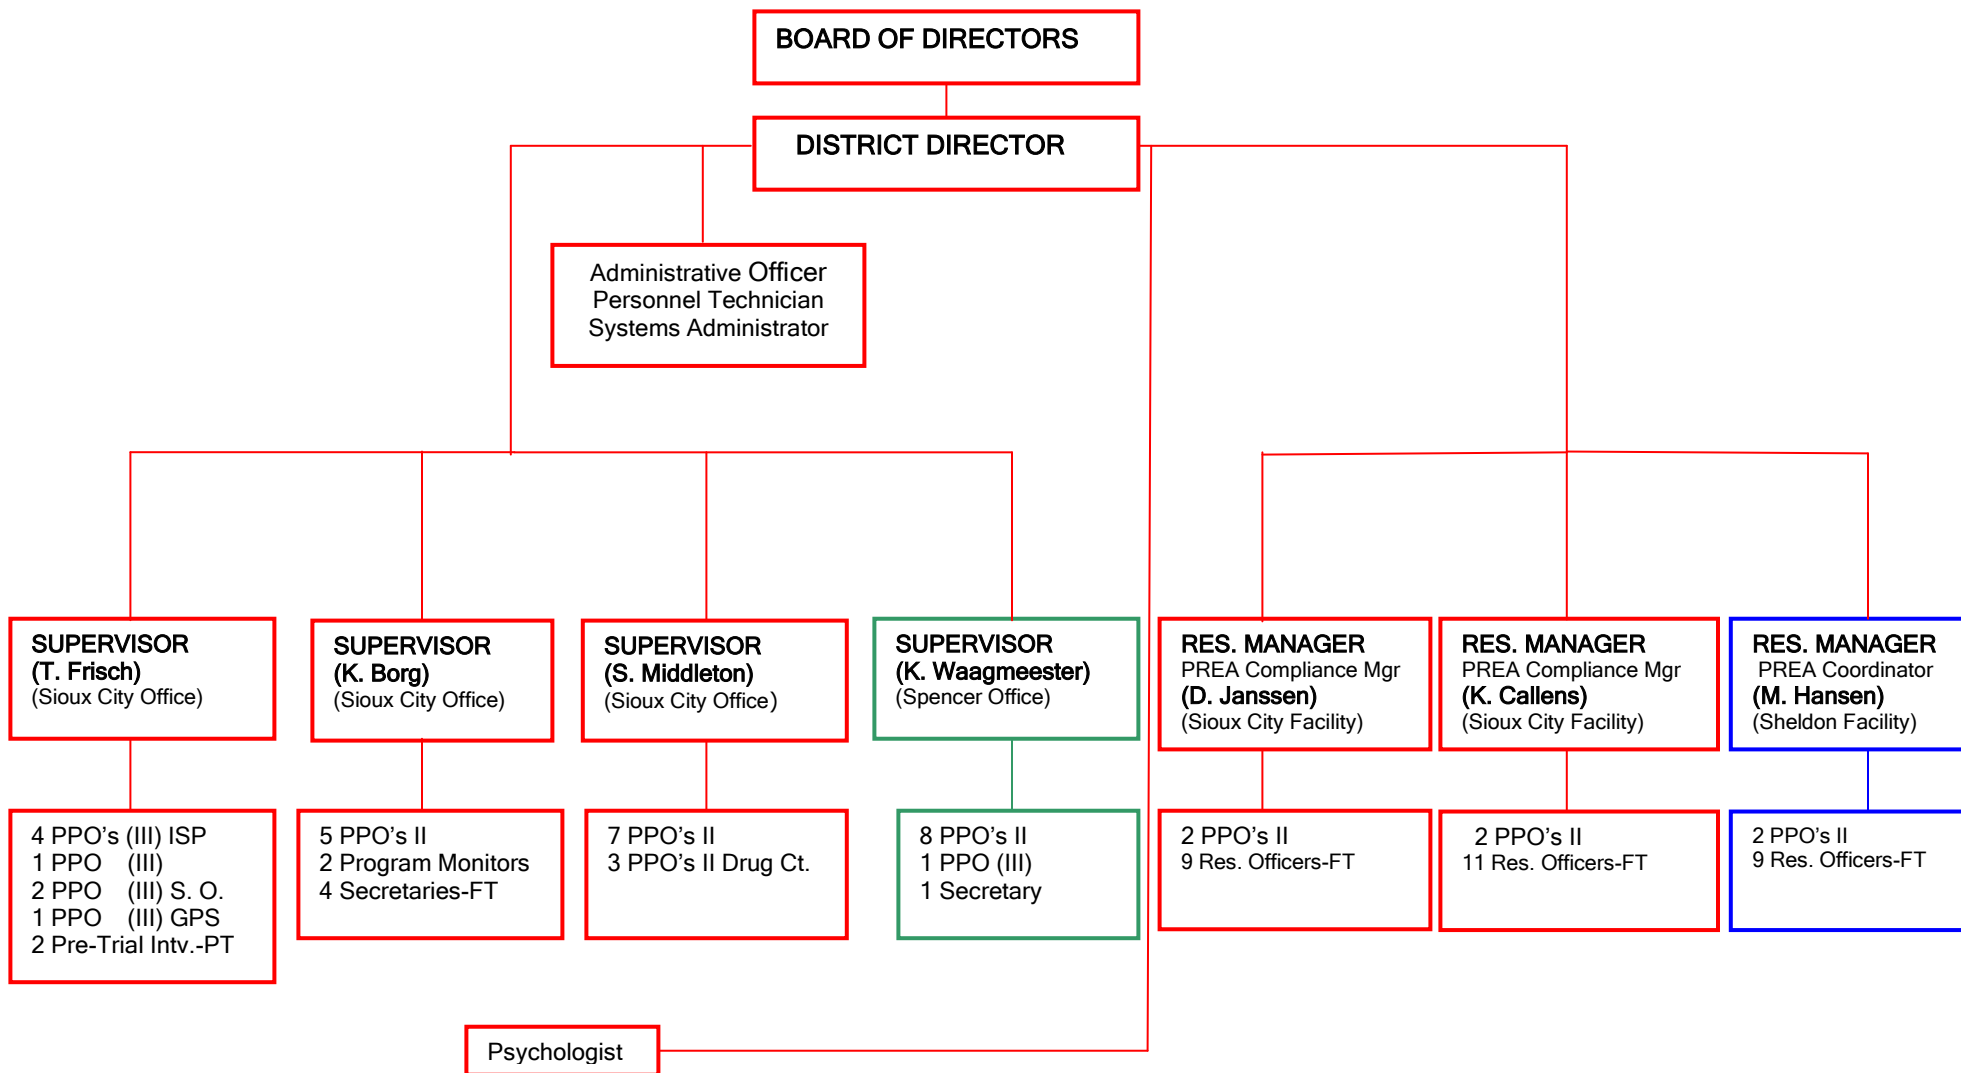 BOARD OF DIRECTORS
DISTRICT DIRECTOR
Administrative Officer
Personnel Technician
Systems Administrator
SUPERVISOR
(T. Frisch)
(Sioux City Office)
SUPERVISOR
(K. Borg)
(Sioux City Office)
SUPERVISOR
(S. Middleton)
(Sioux City Office)
SUPERVISOR
(K. Waagmeester)
(Spencer Office)
RES. MANAGER
PREA Compliance Mgr
(D. Janssen)
(Sioux City Facility)
RES. MANAGER
PREA Compliance Mgr
(K. Callens)
(Sioux City Facility)
RES. MANAGER
PREA Coordinator
(M. Hansen)
(Sheldon Facility)
4 PPO’s (III) ISP
1 PPO (III)
2 PPO (III) S. O.
1 PPO (III) GPS
2 Pre-Trial Intv.-PT
5 PPO’s II
2 Program Monitors
4 Secretaries-FT
7 PPO’s II
3 PPO’s II Drug Ct.
8 PPO’s II
1 PPO (III)
1 Secretary
2 PPO’s II
9 Res. Officers-FT
2 PPO’s II
11 Res. Officers-FT
2 PPO’s II
9 Res. Officers-FT
Psychologist